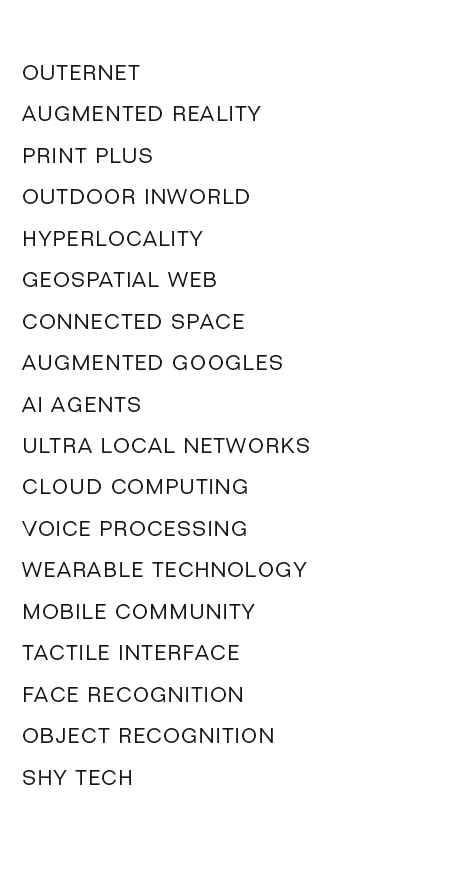 OUTERNET
AUGMENTED REALITY
PRINT PLUS
OUTDOOR INWORLD
HYPERLOCALITY
GEOSPATIAL WEB
CONNECTED SPACE
AUGMENTED GOOGLES
AI AGENTS
ULTRA LOCAL NETWORKS
CLOUD COMPUTING
VOICE PROCESSING
WEARABLE TECHNOLOGY
MOBILE COMMUNITY
TACTILE INTERFACE
FACE RECOGNITION
OBJECT RECOGNITION
SHY TECH